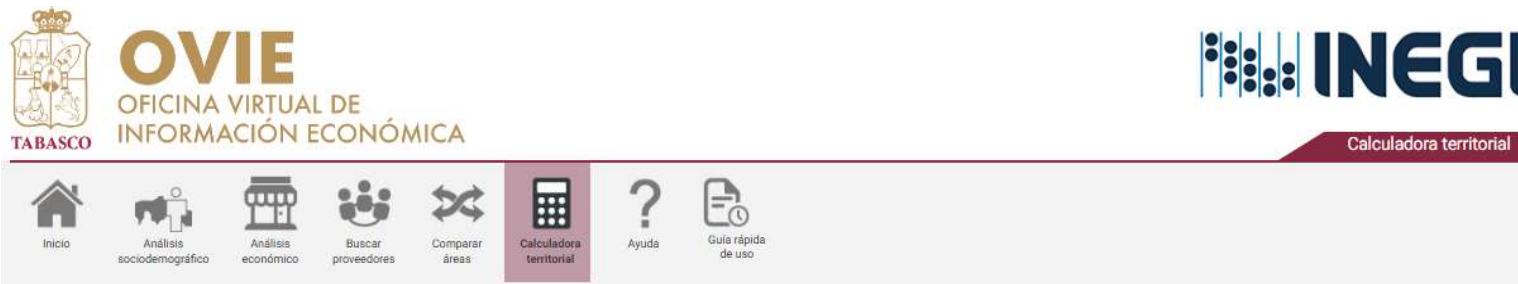 OVIE
OFICINA VIRTUAL DE
INFORMACIÓN ECONÓMICA
TABASCO
INEGI
Calculadora territorial
Inicio
Análisis
sociodemográfico
Análisis
económico
Buscar
proveedores
Comparar
áreas
Calculadora
territorial
Ayuda
Guía rápida
de uso